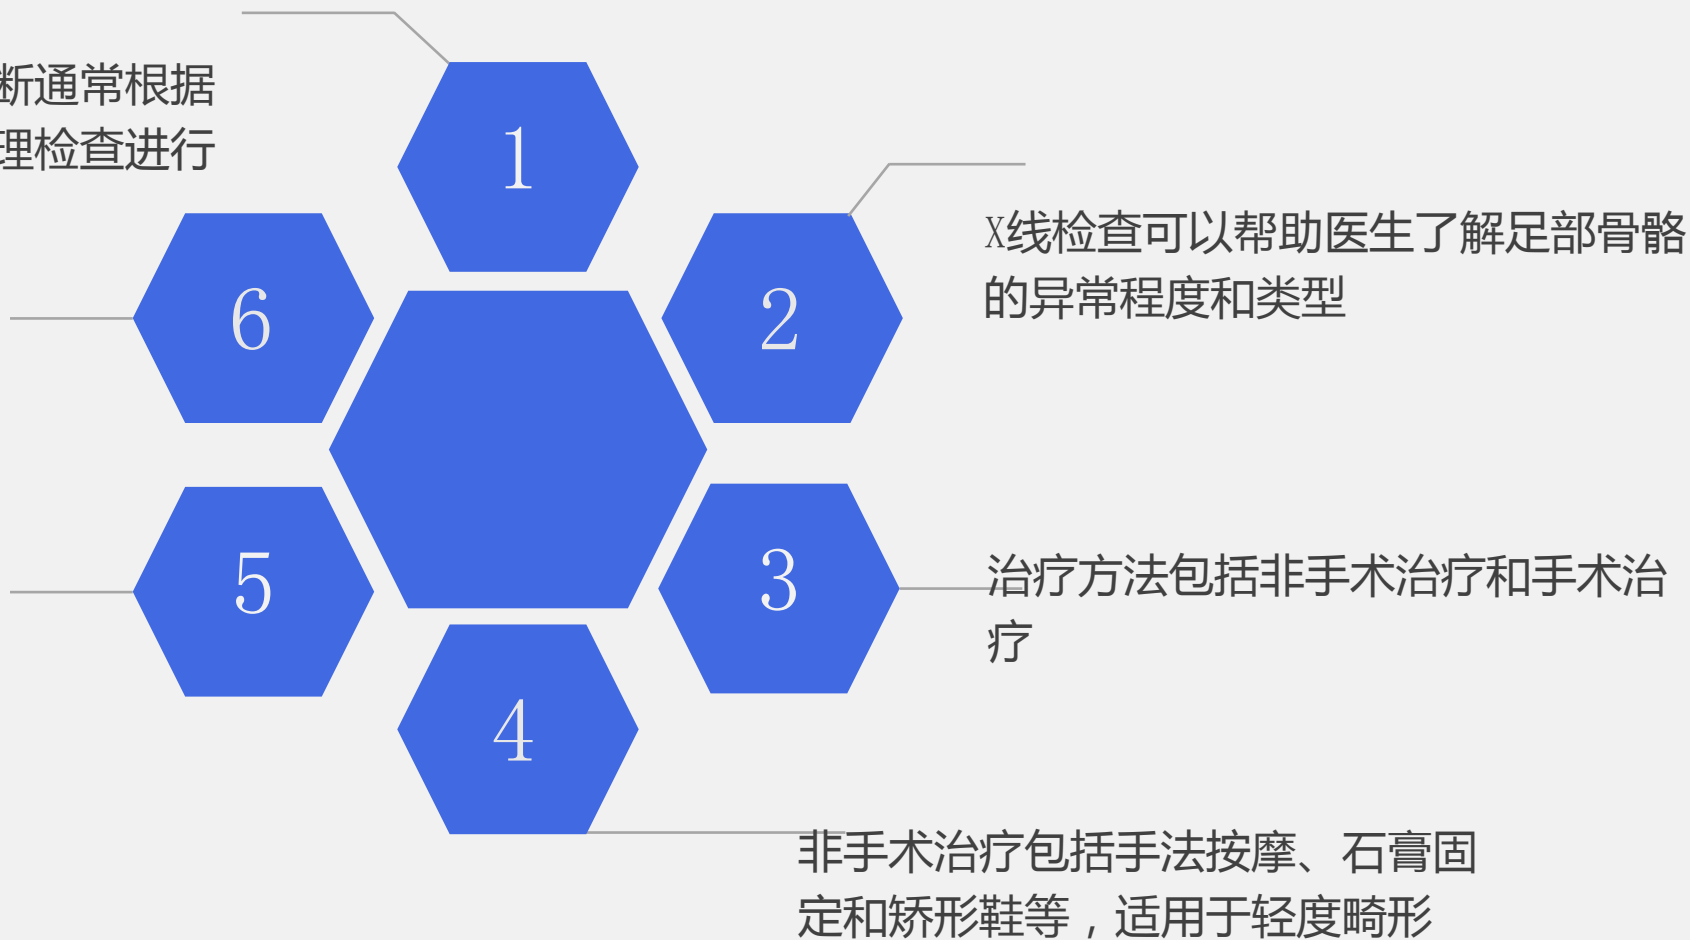 断通常根据
理检查进行
1
6
2
X线检查可以帮助医生了解足部骨骼
的异常程度和类型
5
3
治疗方法包括非手术治疗和手术治
疗
4
非手术治疗包括手法按摩、石膏固
定和矫形鞋等，适用于轻度畸形